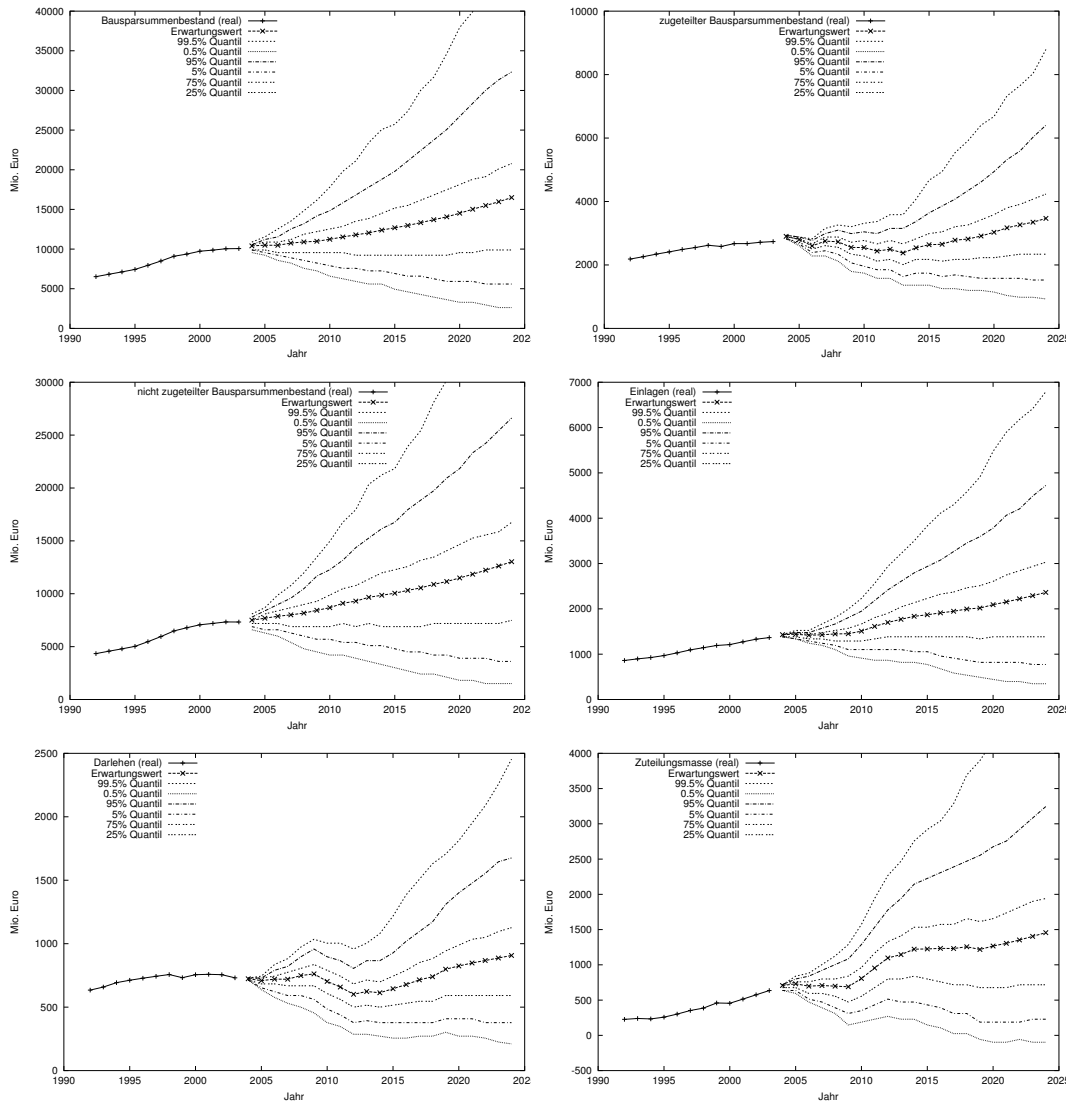 Bausparsummenbestand (real)
Erwartungswert
99.5% Quantil
0.5% Quantil
95% Quantil
5% Quantil
75% Quantil
25% Quantil
40000
35000
30000
25000
20000
15000
10000
5000
0
Mio. Euro
1990 1995 2000 2005 2010 2015 2020 202
Jahr
zugeteilter Bausparsummenbestand (real)
Erwartungswert
99.5% Quantil
0.5% Quantil
95% Quantil
5% Quantil
75% Quantil
25% Quantil
10000
8000
6000
4000
2000
0
Mio. Euro
1990 1995 2000 2005 2010 2015 2020 2025
Jahr
nicht zugeteilter Bausparsummenbestand (real)
Erwartungswert
99.5% Quantil
0.5% Quantil
95% Quantil
5% Quantil
75% Quantil
25% Quantil
30000
25000
20000
15000
10000
5000
0
Mio. Euro
1990 1995 2000 2005 2010 2015 2020 202
Jahr
Einlagen (real)
Erwartungswert
99.5% Quantil
0.5% Quantil
95% Quantil
5% Quantil
75% Quantil
25% Quantil
7000
6000
5000
4000
3000
2000
1000
0
Mio. Euro
1990 1995 2000 2005 2010 2015 2020 2025
Jahr
Darlehen (real)
Erwartungswert
99.5% Quantil
0.5% Quantil
95% Quantil
5% Quantil
75% Quantil
25% Quantil
2500
2000
1500
1000
500
0
Mio. Euro
1990 1995 2000 2005 2010 2015 2020 2025
Jahr
Zuteilungsmasse (real)
Erwartungswert
99.5% Quantil
0.5% Quantil
95% Quantil
5% Quantil
75% Quantil
25% Quantil
4000
3500
3000
2500
2000
1500
1000
500
0
-500
Mio. Euro
1990 1995 2000 2005 2010 2015 2020 2025
Jahr